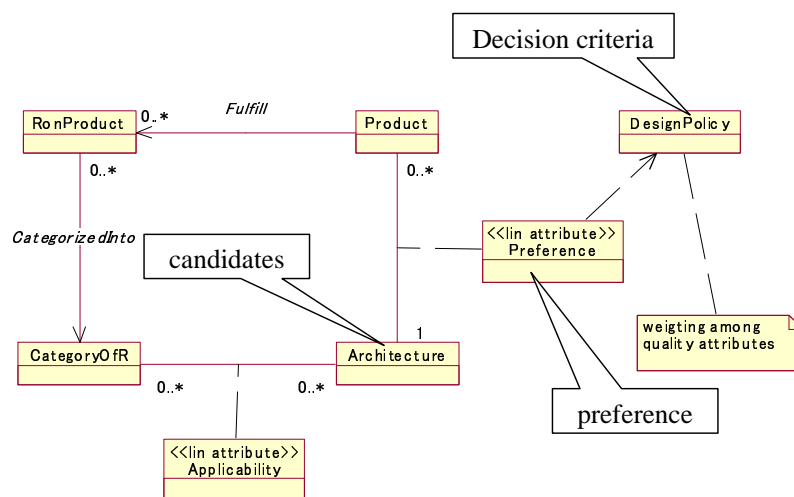 Decision criteria
RonProduct
0..*
Fulfill
Product
DesignPolicy
0..*
0..*
<<lin attribute>>
Preference
CategorizedInto
candidates
1
weigting among
quality attributes
CategoryOfR
Architecture
0..*
0..*
preference
<<lin attribute>>
Applicability